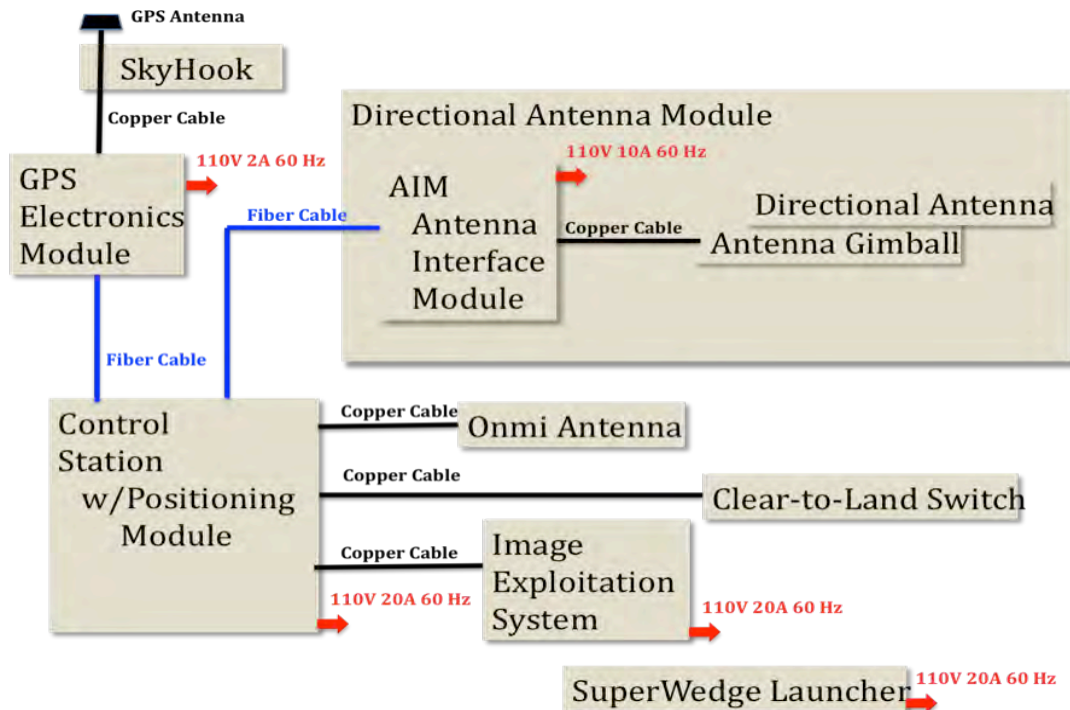 GPS Antenna
SkyHook
Copper Cable
GPS
Electronics
Module
110V 2A 60 Hz
Directional Antenna Module
110V 10A 60 Hz
AIM
Antenna
Interface
Module
Fiber Cable
Copper Cable
Directional Antenna
Antenna Gimball
Fiber Cable
Control
Station
w/Positioning
Module
Copper Cable
Onmi Antenna
Copper Cable
Clear-to-Land Switch
Copper Cable
Image
Exploitation
System
110V 20A 60 Hz
110V 20A 60 Hz
SuperWedge Launcher
110V 20A 60 Hz